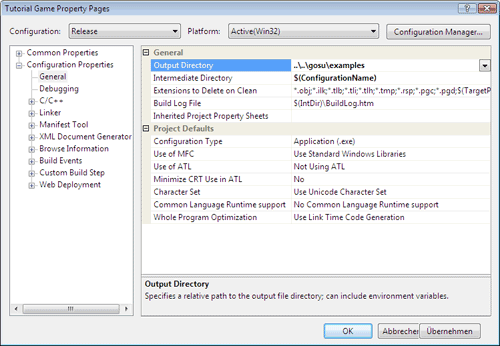 Tutorial Game Property Pages
Configuration: Release Platform: Active(Win32) Configuration Manager...
Common Properties
Configuration Properties
General
Debugging
C/C++
Linker
Manifest Tool
XML Document Generator
Browse Information
Build Events
Custom Build Step
Web Deployment
General
Output Directory ..\..\gosu\examples
Intermediate Directory $(ConfigurationName)
Extensions to Delete on Clean *.obj;*.ilk;*.tlb;*.tli;*.tlh;*.tmp;*.rsp;*.pgc;*.pgd;$(TargetP
Build Log File $(IntDir)\BuildLog.htm
Inherited Project Property Sheets
Project Defaults
Configuration Type Application (.exe)
Use of MFC Use Standard Windows Libraries
Use of ATL Not Using ATL
Minimize CRT Use in ATL No
Character Set Use Unicode Character Set
Common Language Runtime support No Common Language Runtime support
Whole Program Optimization Use Link Time Code Generation
Output Directory
Specifies a relative path to the output file directory; can include environment variables.
OK Abbrechen Übernehmen